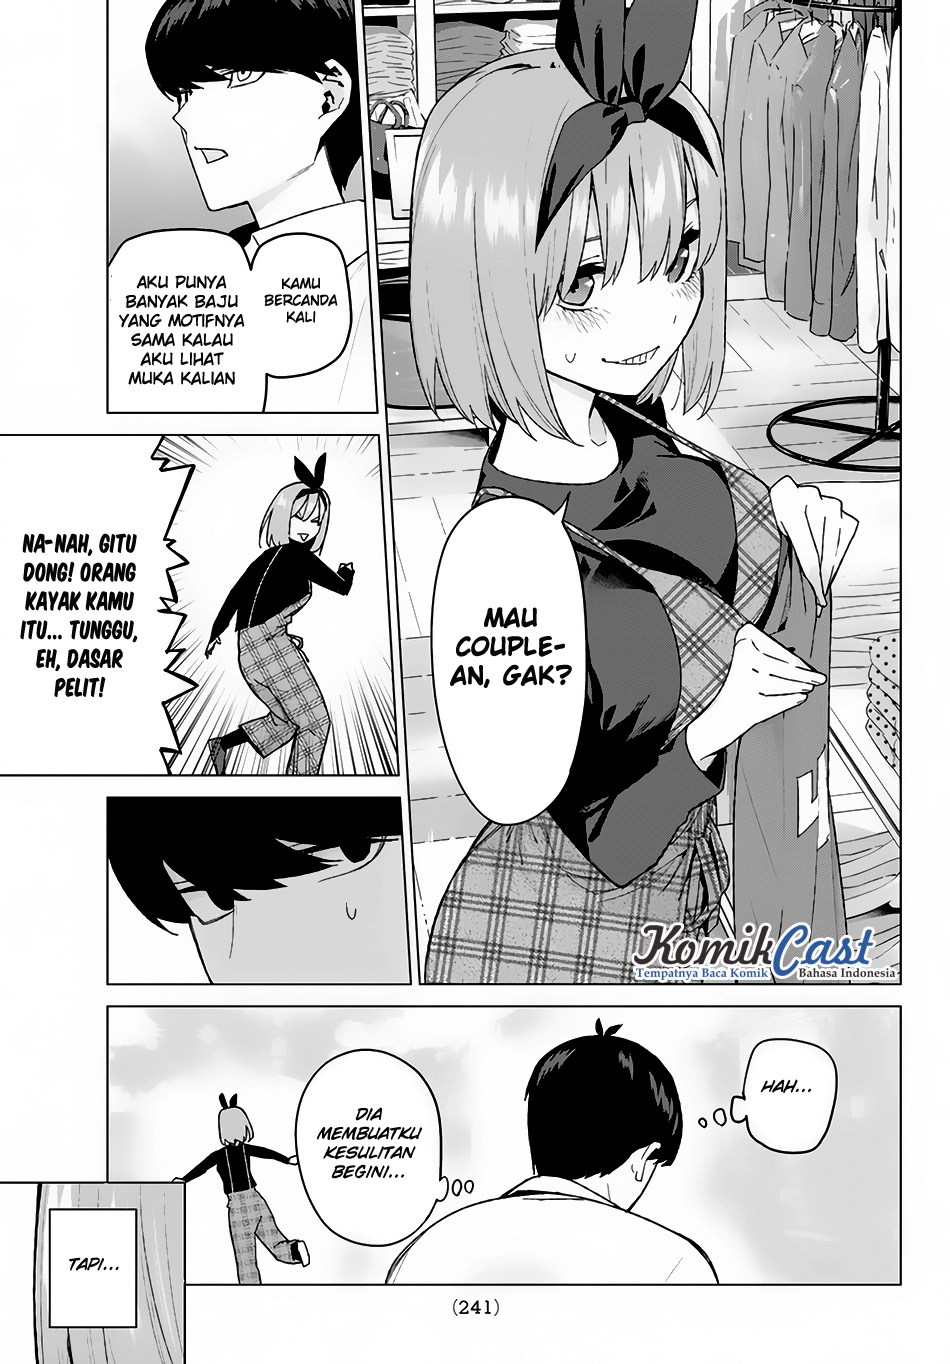 MAU
COUPLE-
AN, GAK?
KAMU
BERCANDA
KALI
AKU PUNYA
BANYAK BAJU
YANG MOTIFNYA
SAMA KALAU
AKU LIHAT
MUKA KALIAN
NA-NAH, GITU
DONG! ORANG
KAYAK KAMU
ITU... TUNGGU,
EH, DASAR
PELIT!
KomikCast
Tempatnya Baca Komik Bahasa Indonesia
HAH...
DIA
MEMBUATKU
KESULITAN
BEGINI...
TAPI...
(241)